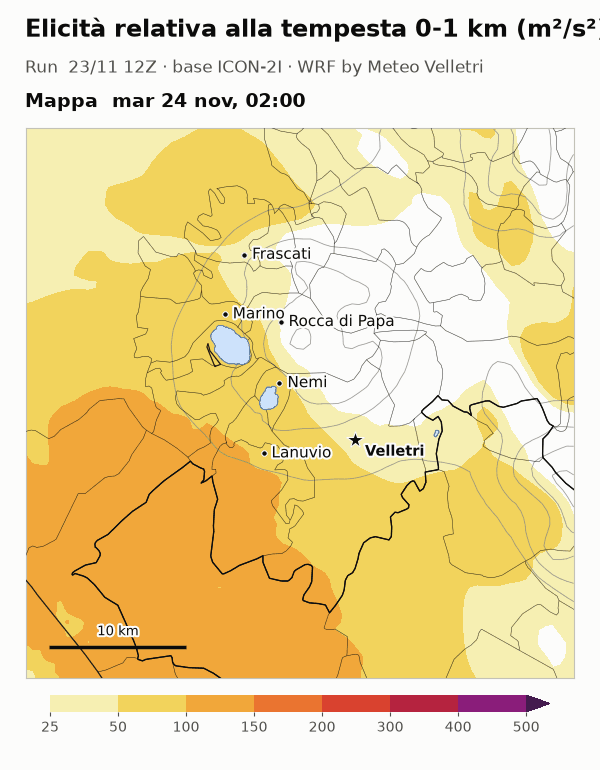 Elicità relativa alla tempesta 0-1 km (m²/s²)
Run  23/11 12Z · base ICON-2I · WRF by Meteo Velletri
Mappa  mar 24 nov, 02:00
Frascati
Marino
Rocca di Papa
Nemi
Velletri
Lanuvio
10 km
25 50 100 150 200 300 400 500